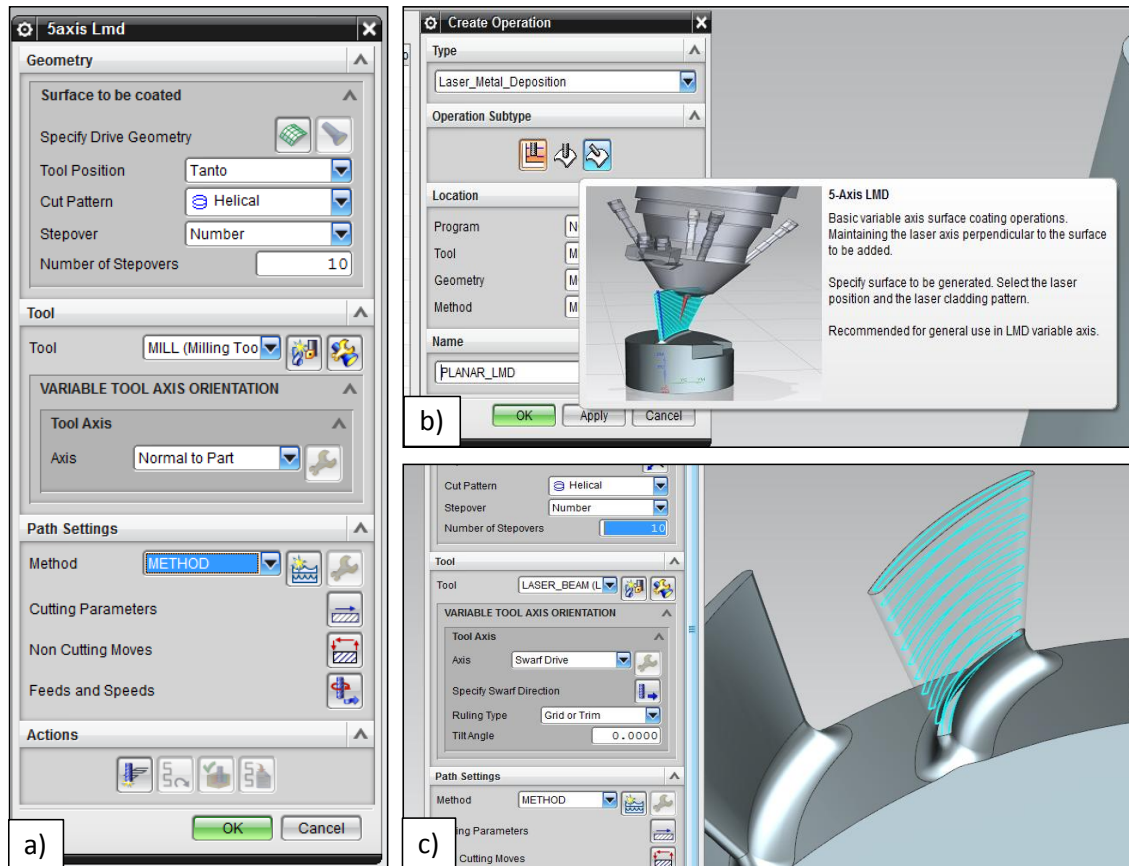 5axis Lmd
Geometry
Surface to be coated
Specify Drive Geometry
Tool Position Tanto
Cut Pattern Helical
Stepover Number
Number of Stepovers 10
Tool
Tool MILL (Milling Too
VARIABLE TOOL AXIS ORIENTATION
Tool Axis
Axis Normal to Part
Path Settings
Method METHOD
Cutting Parameters
Non Cutting Moves
Feeds and Speeds
Actions
OK Cancel
a)
Create Operation
Type
Laser_Metal_Deposition
Operation Subtype
Location
Program N
Tool M
Geometry M
Method M
Name
PLANAR_LMD
OK Apply Cancel
5-Axis LMD
Basic variable axis surface coating operations.
Maintaining the laser axis perpendicular to the surface
to be added.
Specify surface to be generated. Select the laser
position and the laser cladding pattern.
Recommended for general use in LMD variable axis.
b)
Cut Pattern Helical
Stepover Number
Number of Stepovers 10
Tool
Tool LASER_BEAM (L
VARIABLE TOOL AXIS ORIENTATION
Tool Axis
Axis Swarf Drive
Specify Swarf Direction
Ruling Type Grid or Trim
Tilt Angle 0.0000
Path Settings
Method METHOD
ing Parameters
Cutting Moves
c)